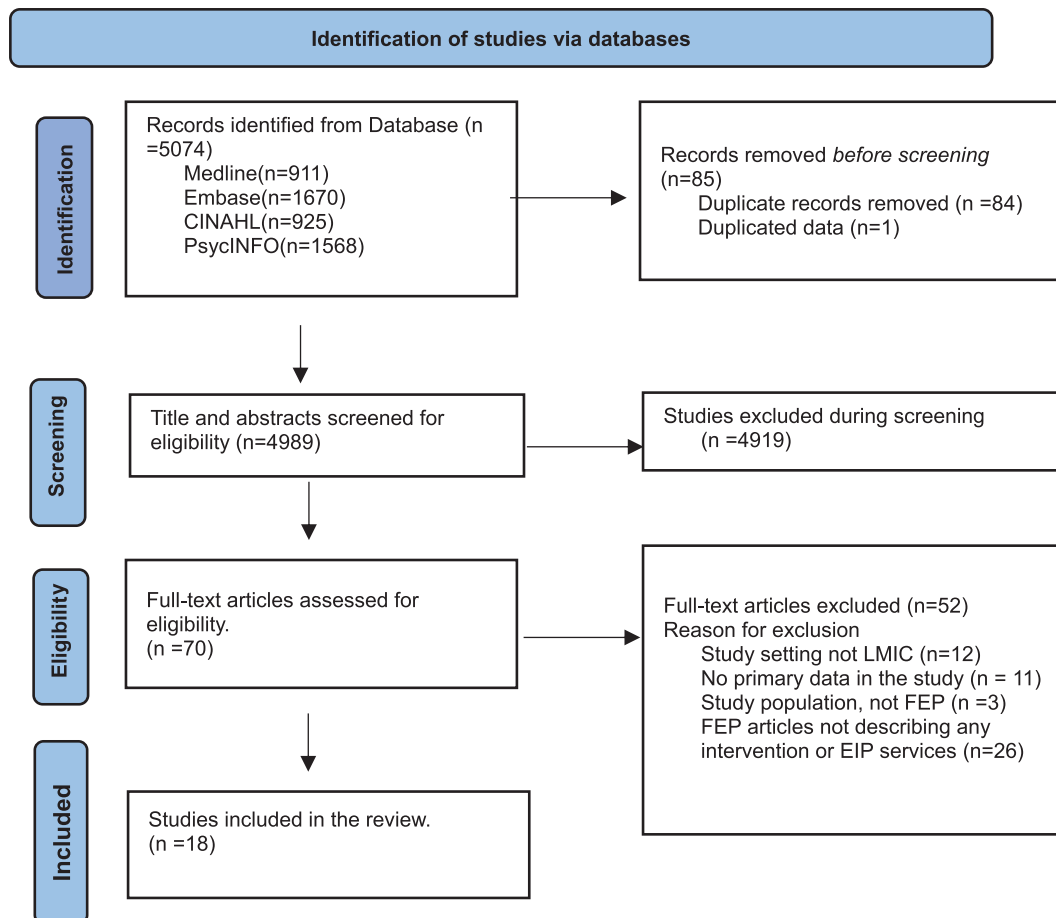 Identification of studies via databases
Identification
Records identified from Database (n
=5074)
Medline(n=911)
Embase(n=1670)
CINAHL(n=925)
PsycINFO(n=1568)
Records removed before screening
(n=85)
Duplicate records removed (n =84)
Duplicated data (n=1)
Screening
Title and abstracts screened for
eligibility (n=4989)
Studies excluded during screening
(n =4919)
Eligibility
Full-text articles assessed for
eligibility.
(n =70)
Full-text articles excluded (n=52)
Reason for exclusion
Study setting not LMIC (n=12)
No primary data in the study (n = 11)
Study population, not FEP (n =3)
FEP articles not describing any
intervention or EIP services (n=26)
Included
Studies included in the review.
(n =18)